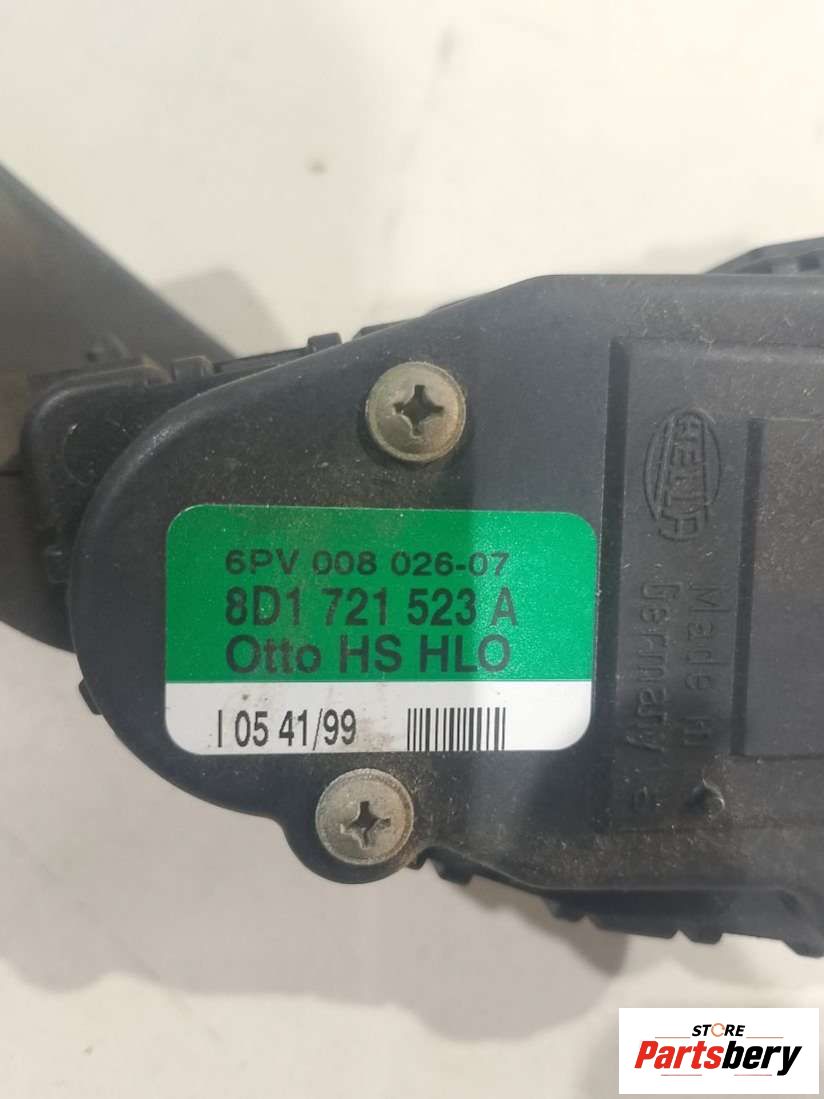 6PV 008 026-07
8D1 721 523 A
Otto HS HLO
I 05 41/99
HELLA
Made in
Germany
STORE
Partsbery